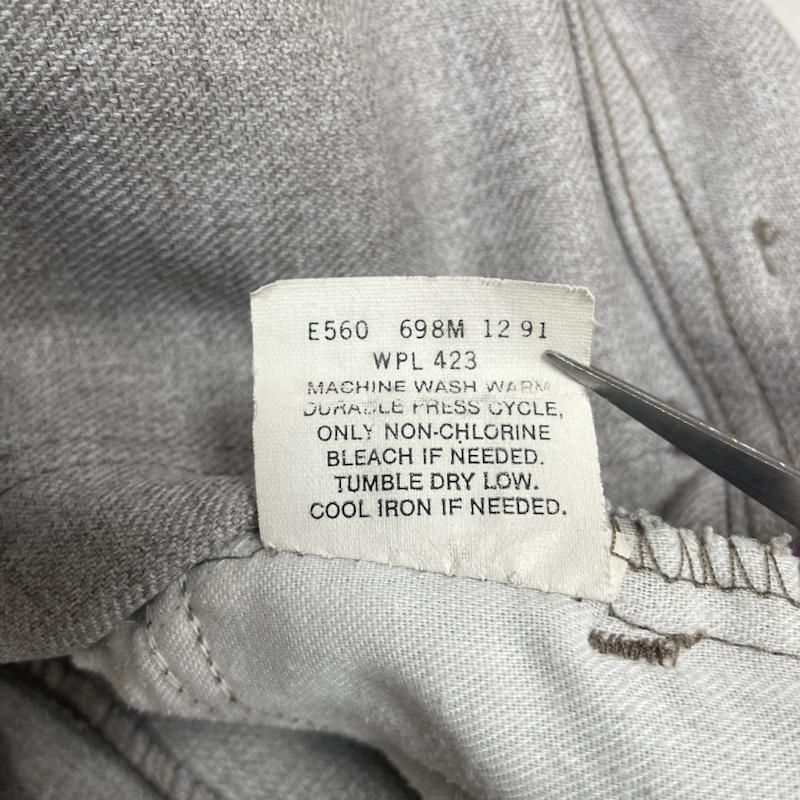 E560 698M 12 91
WPL 423
MACHINE WASH WARM
DURABLE PRESS CYCLE,
ONLY NON-CHLORINE
BLEACH IF NEEDED.
TUMBLE DRY LOW.
COOL IRON IF NEEDED.